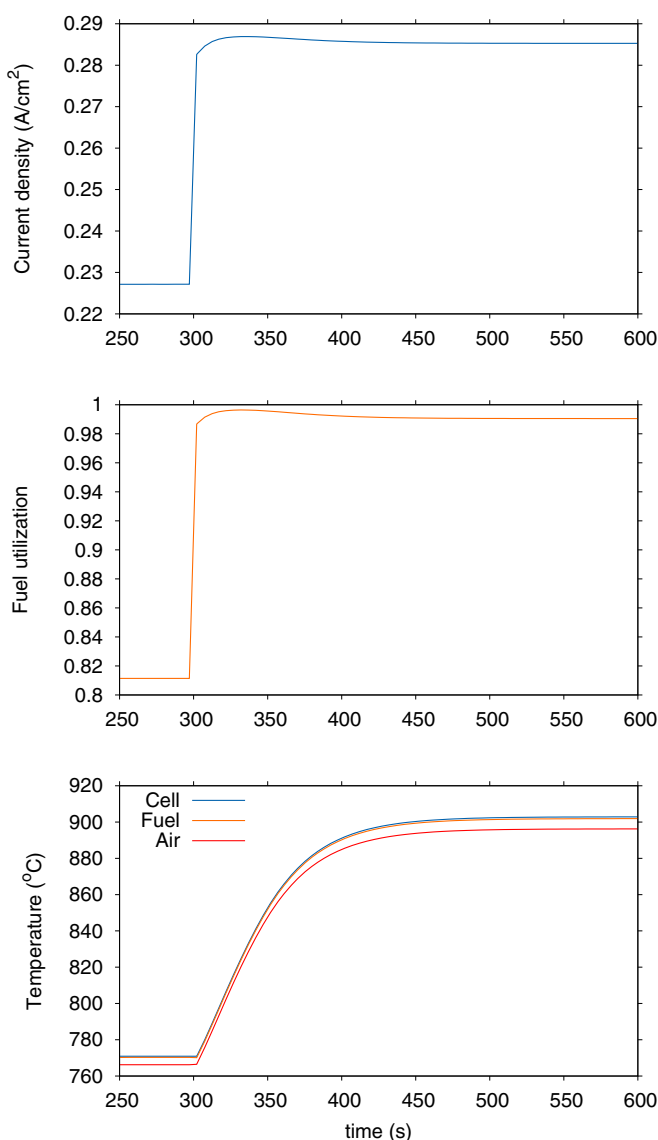 0.29
0.28
0.27
0.26
0.25
0.24
0.23
0.22
Current density (A/cm²)
250 300 350 400 450 500 550 600
1
0.98
0.96
0.94
0.92
0.9
0.88
0.86
0.84
0.82
0.8
Fuel utilization
250 300 350 400 450 500 550 600
920
900
880
860
840
820
800
780
760
Temperature (°C)
Cell
Fuel
Air
250 300 350 400 450 500 550 600
time (s)